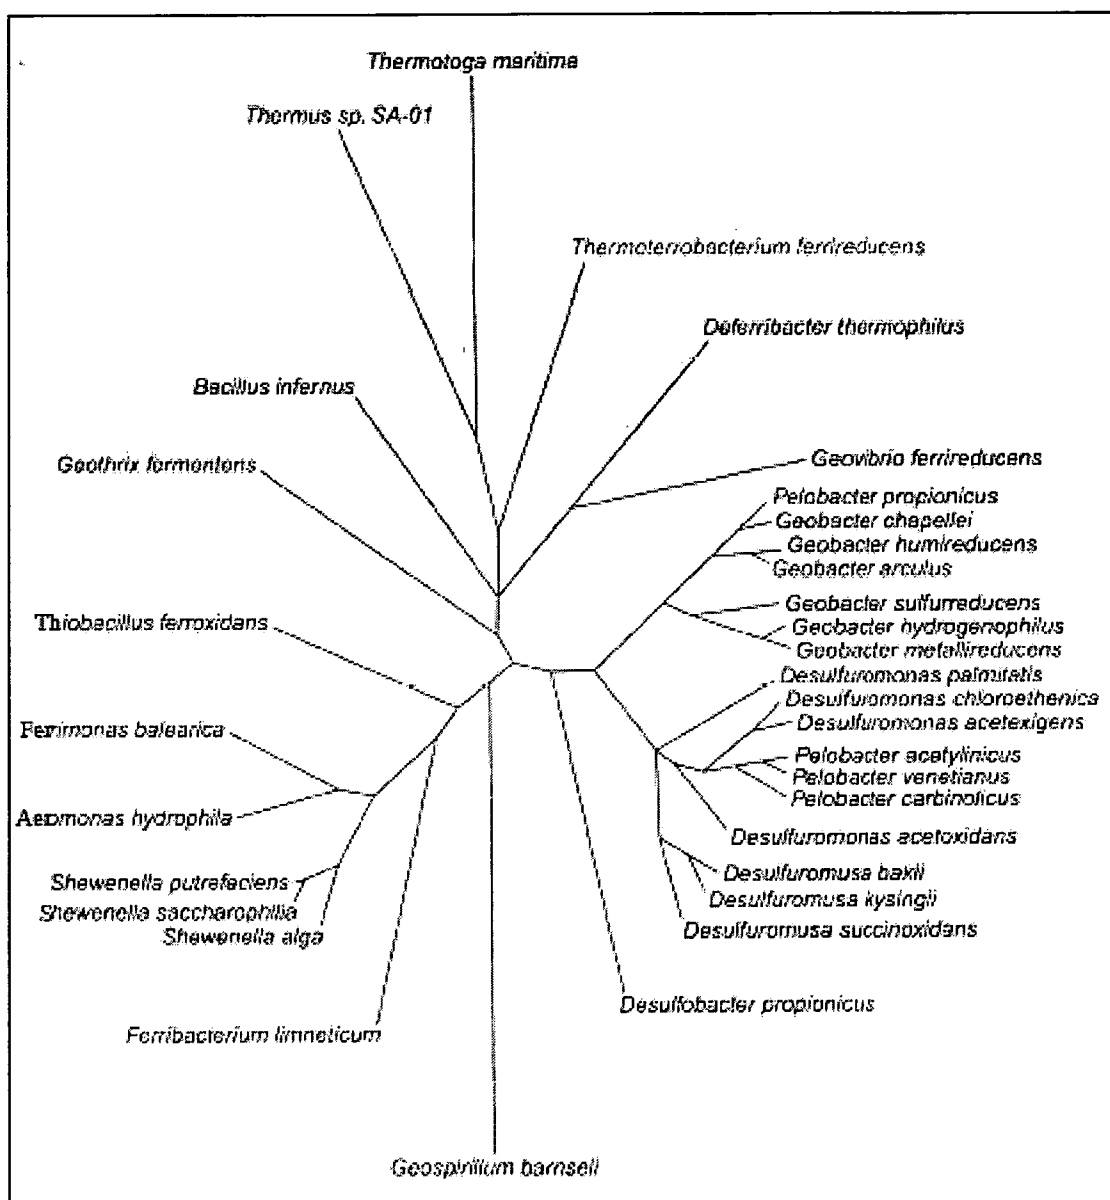 Thermotoga maritima
Thermus sp. SA-01
Thermoterrobacterium ferrireducens
Deferribacter thermophilus
Bacillus infernus
Geothrix fermentens
Geovibrio ferrireducens
Pelobacter propionicus
Geobacter chapellei
Geobacter humireducens
Geobacter arculus
Geobacter sulfurreducens
Thiobacillus ferroxidans
Geobacter hydrogenophilus
Geobacter metallireducens
Desulfuromonas palmitatis
Desulfuromonas chloroethenica
Desulfuromonas acetexigens
Ferrimonas balearica
Pelobacter acetylinicus
Pelobacter venetianus
Pelobacter carbinolicus
Aeromonas hydrophila
Desulfuromonas acetoxidans
Desulfuromusa bakii
Shewenella putrefaciens
Desulfuromusa kysingii
Shewenella saccharophilia
Desulfuromusa succinoxidans
Shewenella alga
Desulfobacter propionicus
Ferribacterium limneticum
Geospirillum barnseii